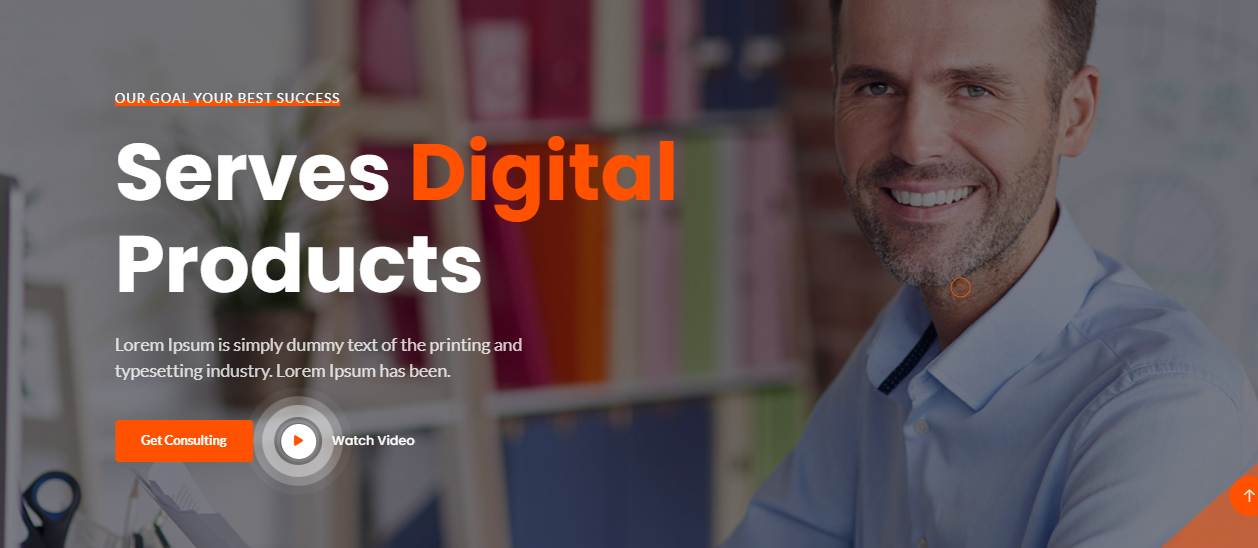 OUR GOAL YOUR BEST SUCCESS
Serves Digital
Products
Lorem Ipsum is simply dummy text of the printing and
typesetting industry. Lorem Ipsum has been.
Get Consulting
Watch Video